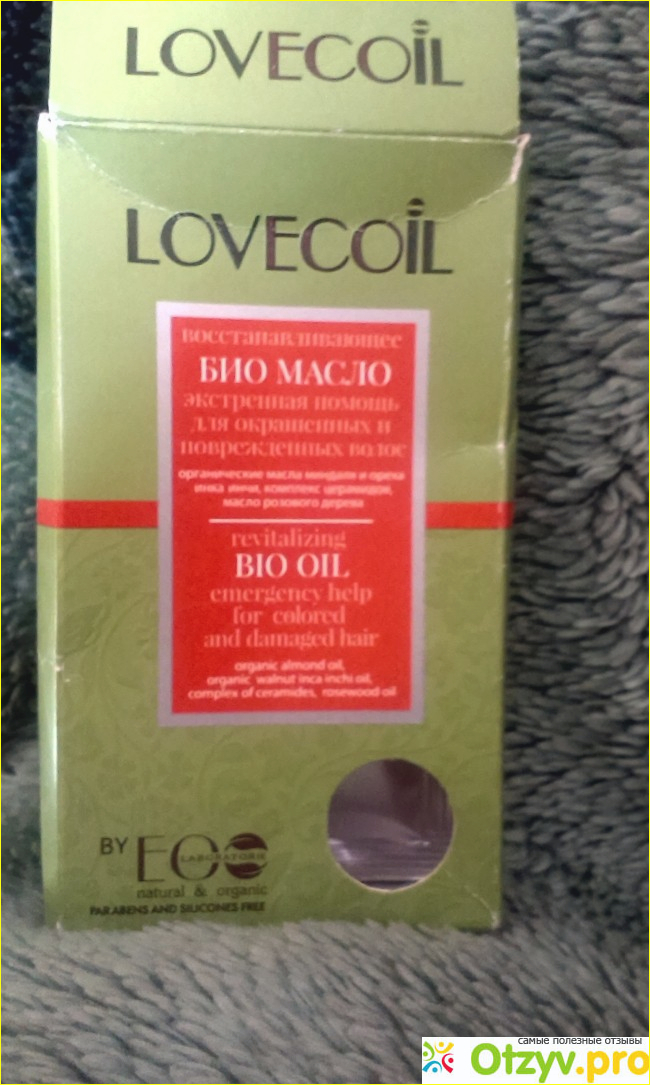 LOVECOIL
LOVECOIL
восстанавливающее
БИО МАСЛО
экстренная помощь
для окрашенных и
поврежденных волос
органические масла миндаля и ореха
инка инчи, комплекс церамидов,
масло розового дерева
revitalizing
BIO OIL
emergency help
for colored
and damaged hair
organic almond oil,
organic walnut inca inchi oil,
complex of ceramides, rosewood oil
BY ECO
LABORATORIE
natural & organic
PARABENS AND SILICONES FREE
самые полезные отзывы
Otzyv.pro